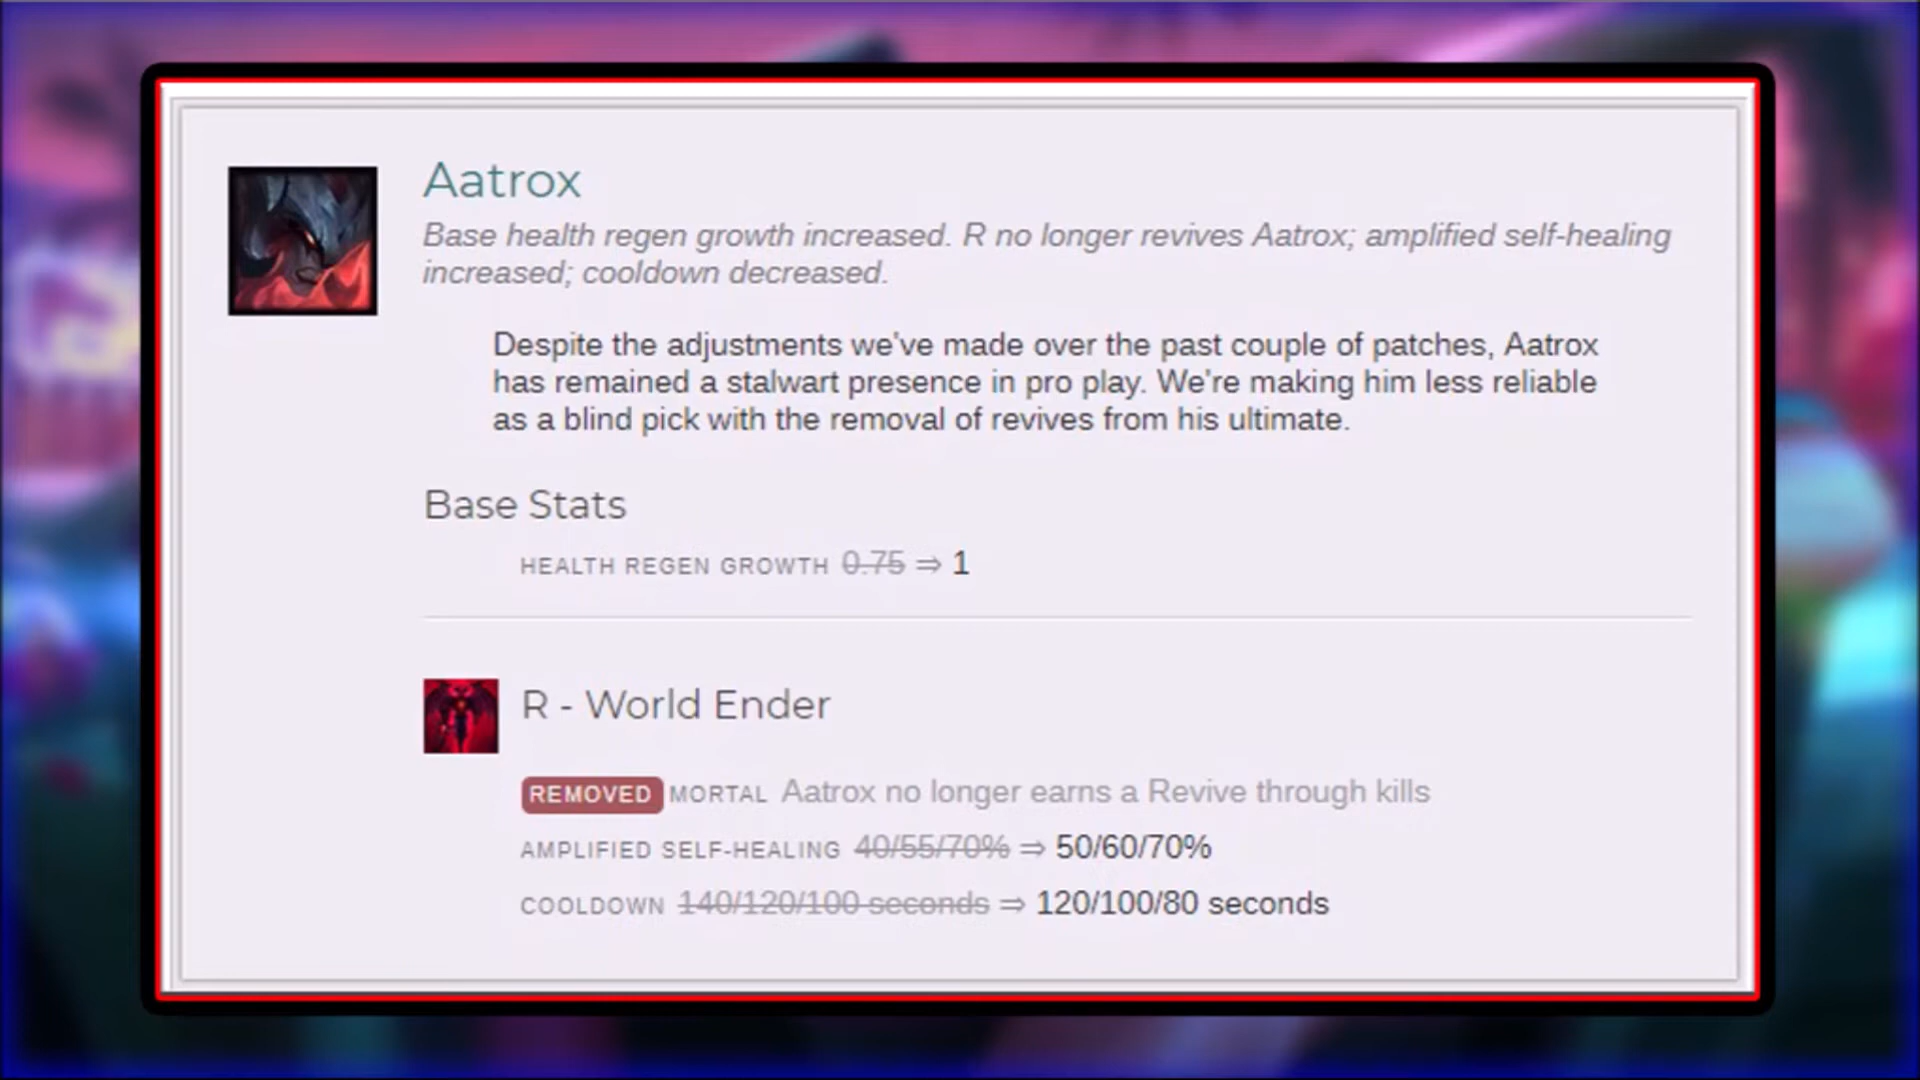 Aatrox
Base health regen growth increased. R no longer revives Aatrox; amplified self-healing
increased; cooldown decreased.
Despite the adjustments we've made over the past couple of patches, Aatrox
has remained a stalwart presence in pro play. We're making him less reliable
as a blind pick with the removal of revives from his ultimate.
Base Stats
HEALTH REGEN GROWTH 0.75 ⇒ 1
R - World Ender
REMOVED MORTAL Aatrox no longer earns a Revive through kills
AMPLIFIED SELF-HEALING 40/55/70% ⇒ 50/60/70%
COOLDOWN 140/120/100 seconds ⇒ 120/100/80 seconds